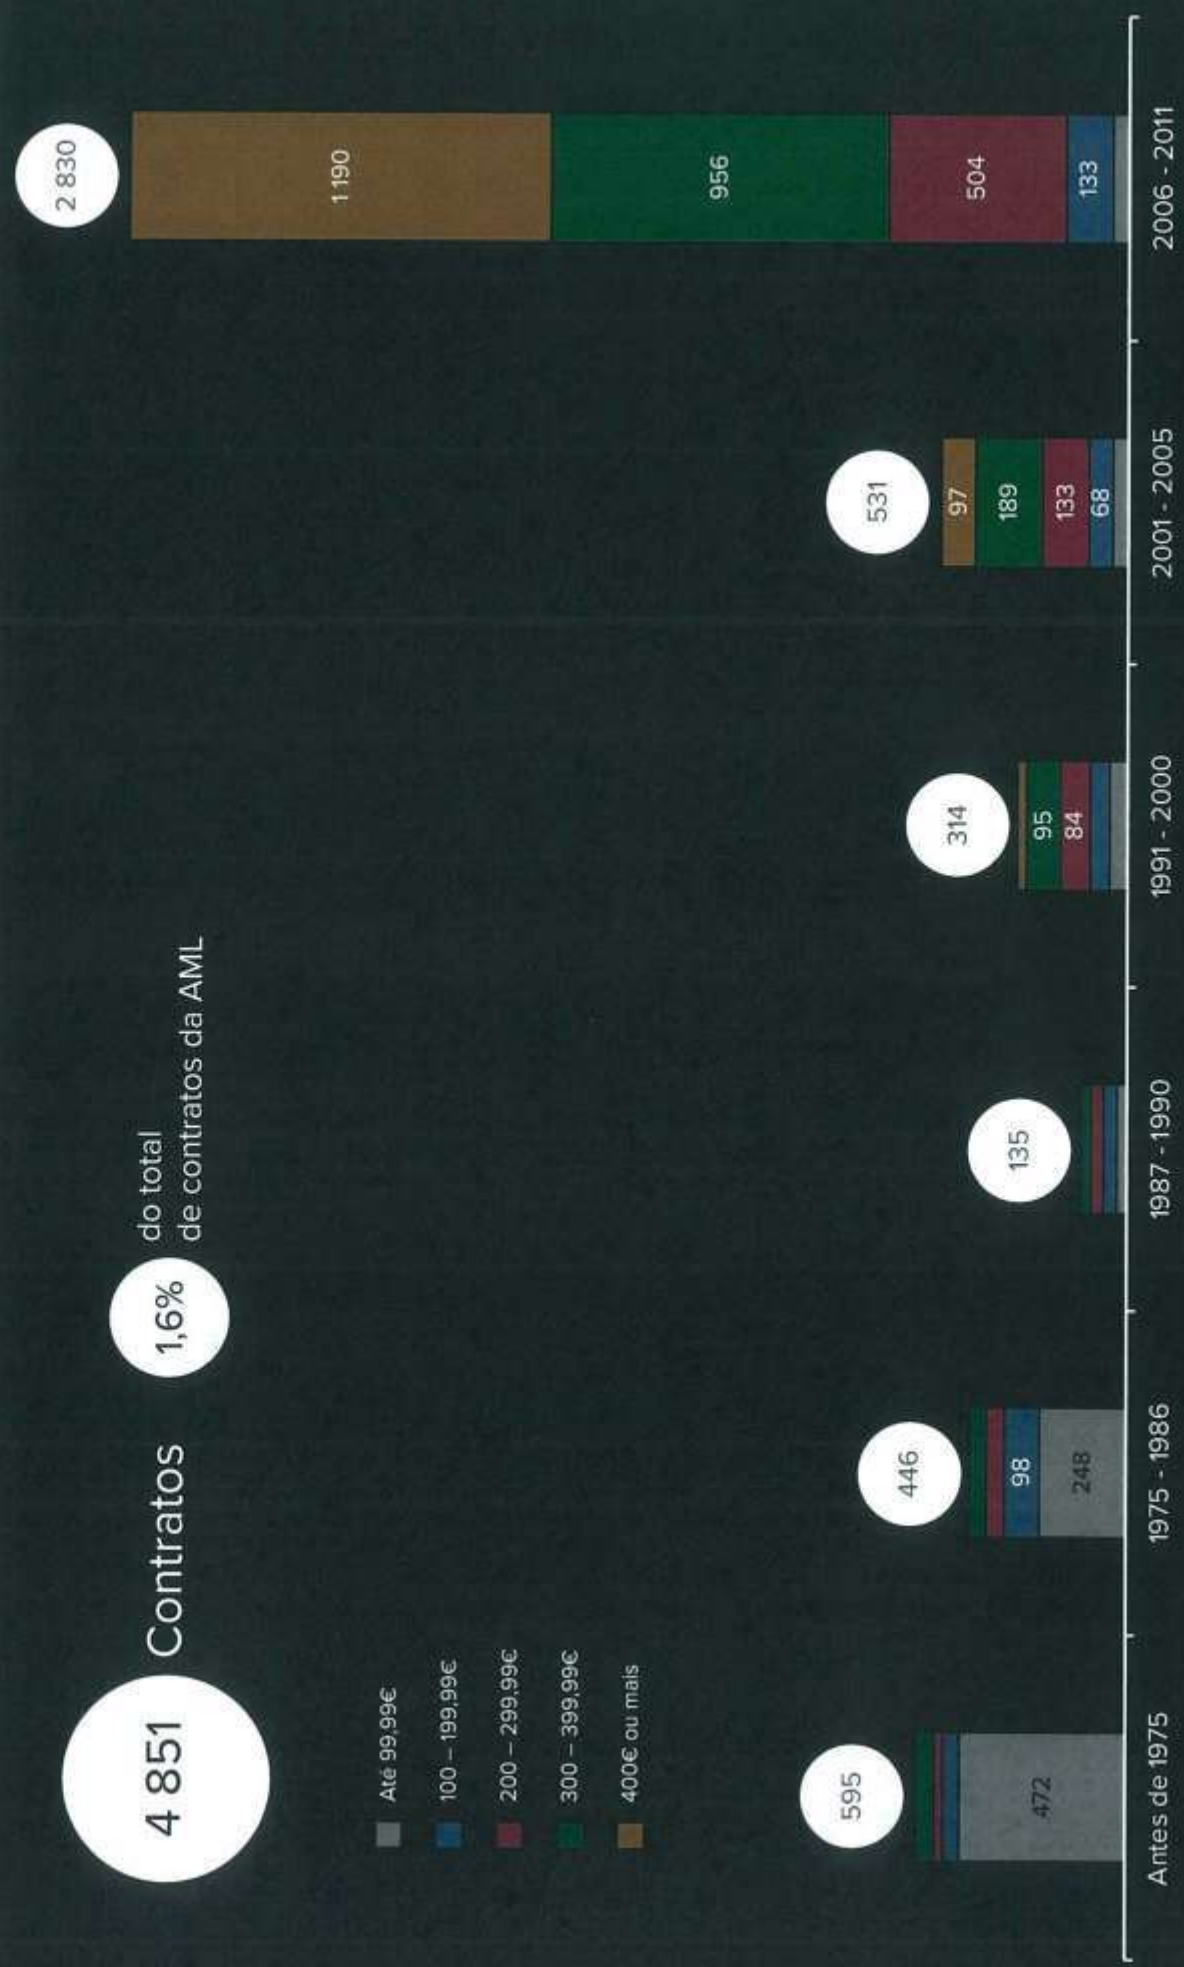 4 851
Contratos
1,6%
do total
de contratos da AML
Até 99,99€
100 – 199,99€
200 – 299,99€
300 – 399,99€
400€ ou mais
595
472
446
98
248
135
314
95
84
531
97
189
133
68
2 830
1 190
956
504
133
Antes de 1975
1975 - 1986
1987 - 1990
1991 - 2000
2001 - 2005
2006 - 2011